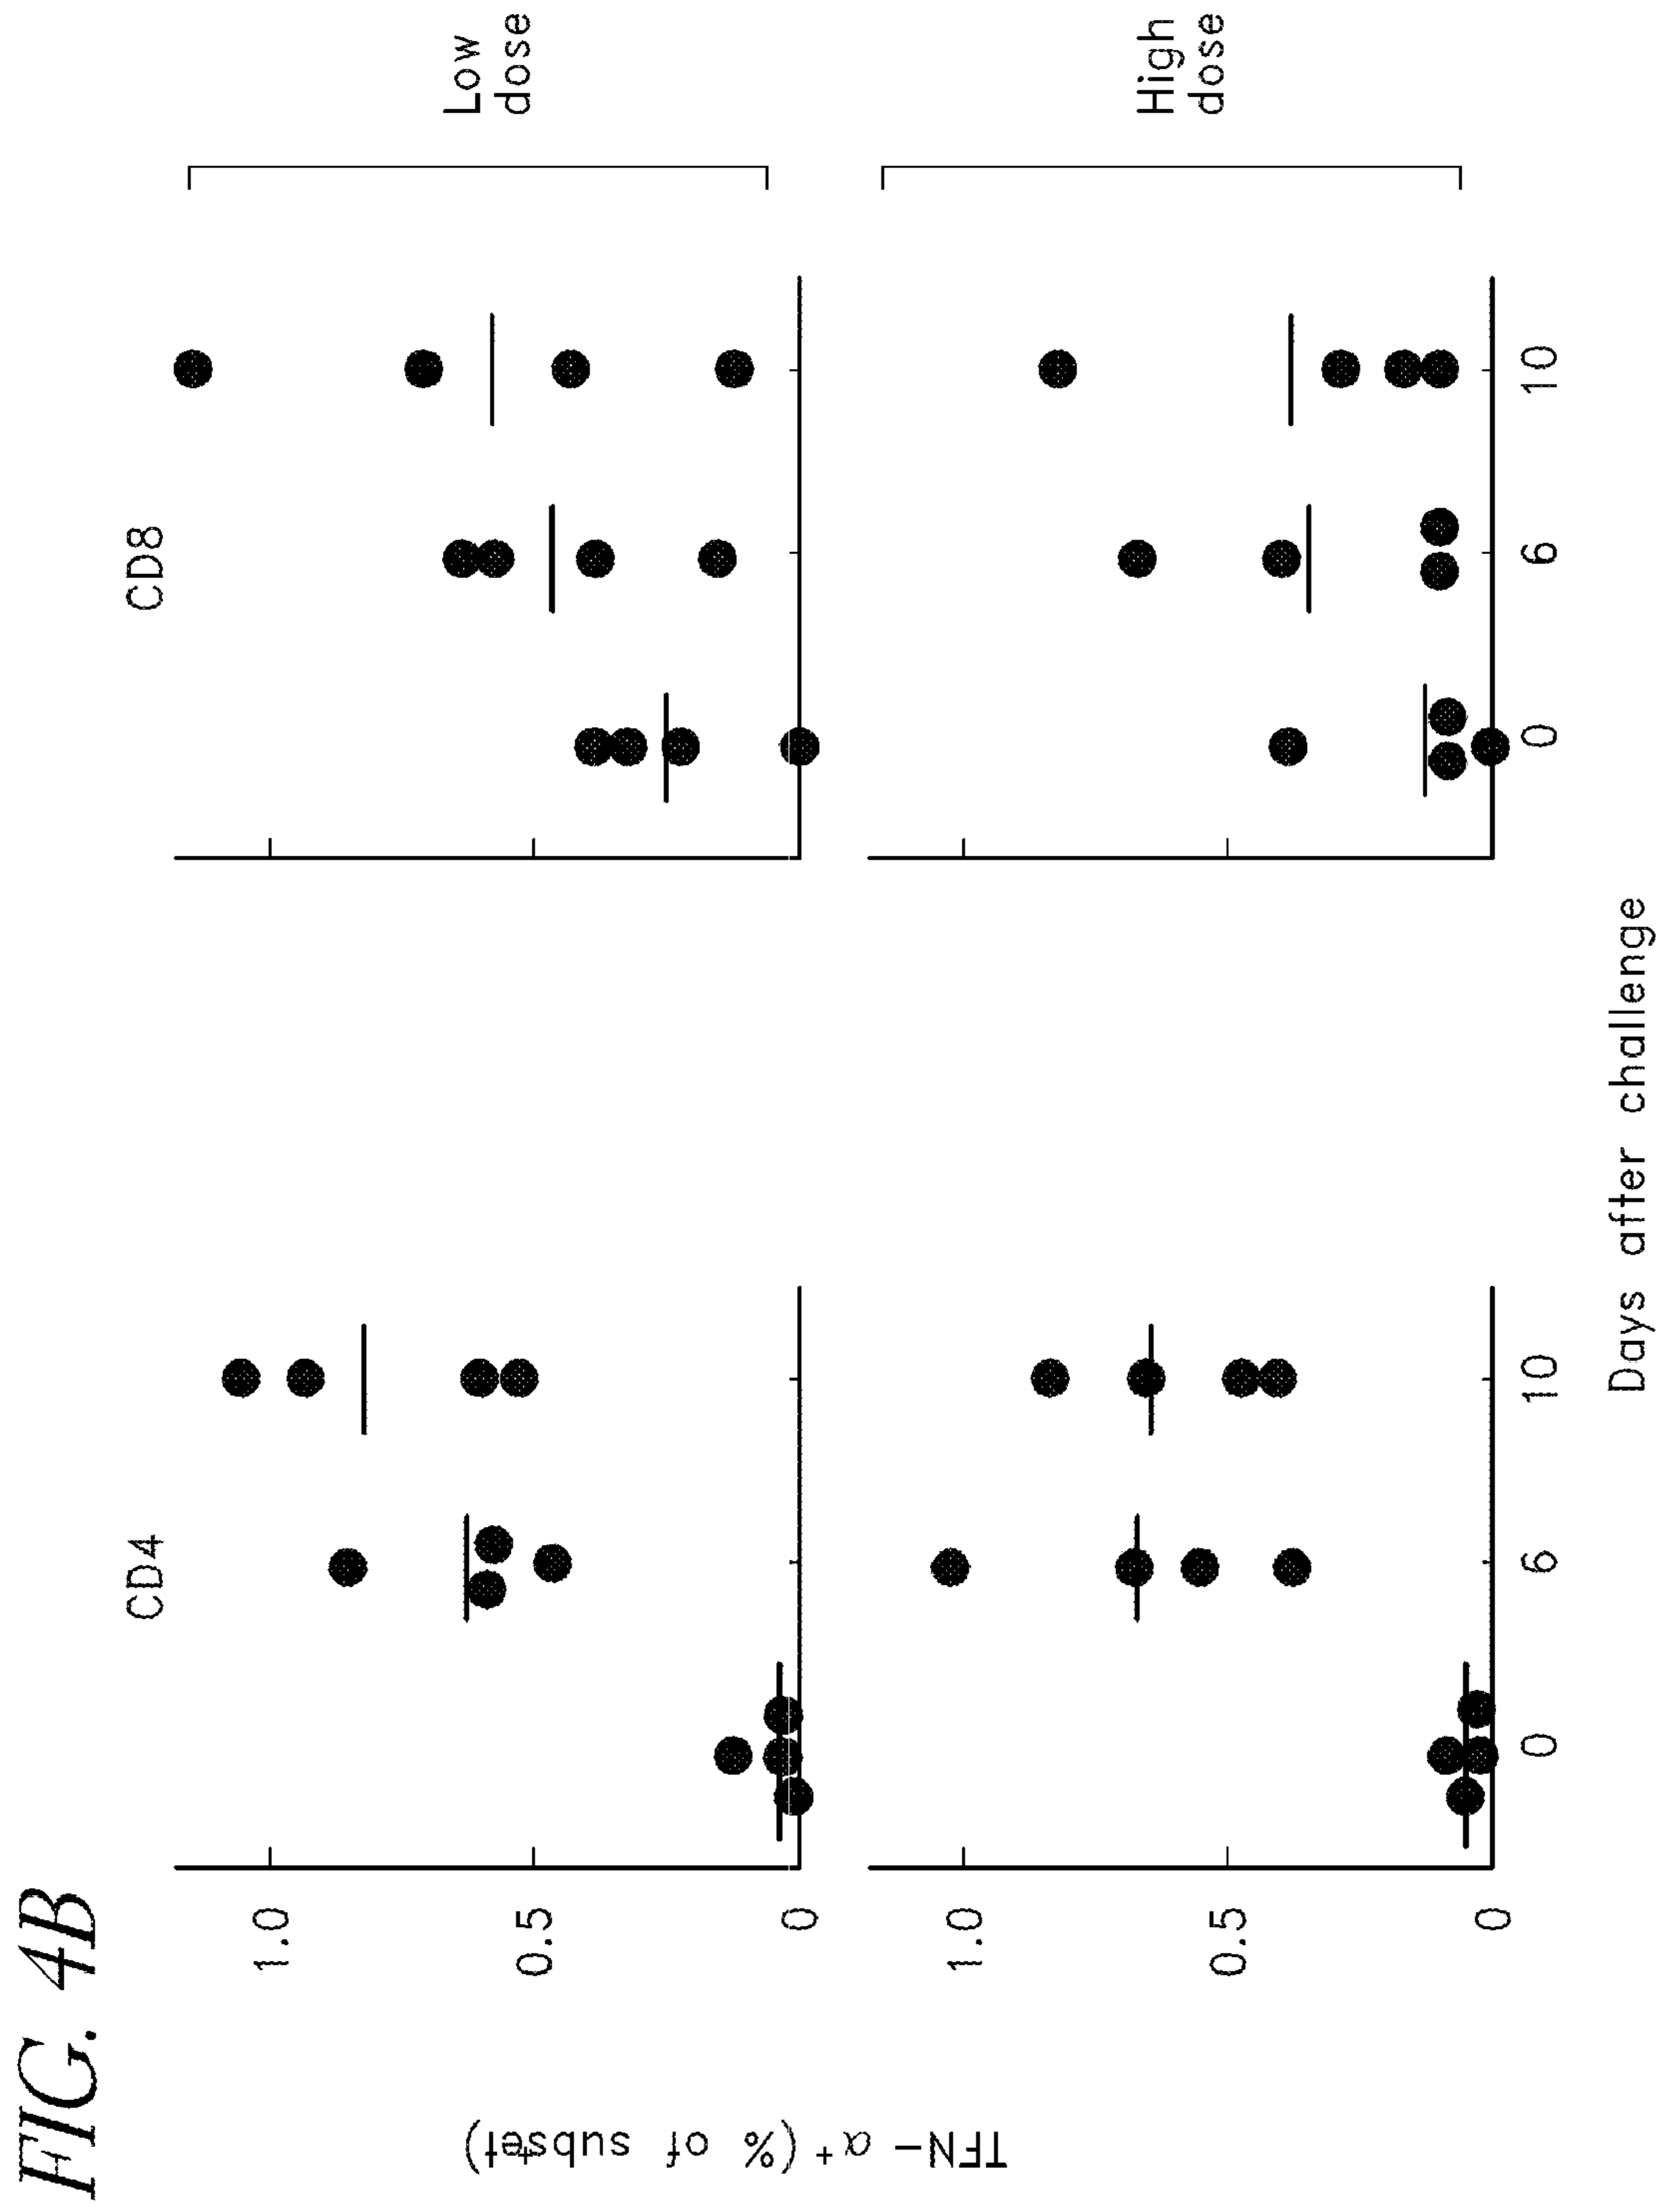 FIG. 4B
CD4
CD8
TFN- α+ (% of subset)
1.0
0.5
0
Low
dose
1.0
0.5
0
High
dose
0
6
10
0
6
10
Days after challenge